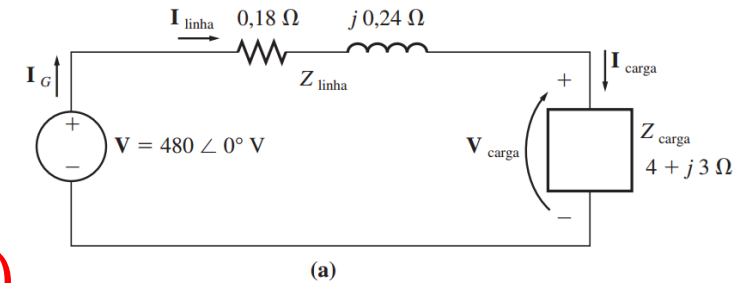 I linha 0,18 Ω j 0,24 Ω
I G
Z linha
I carga
+
+
V = 480 ∠ 0° V
−
V carga
Z carga
4 + j 3 Ω
−
(a)